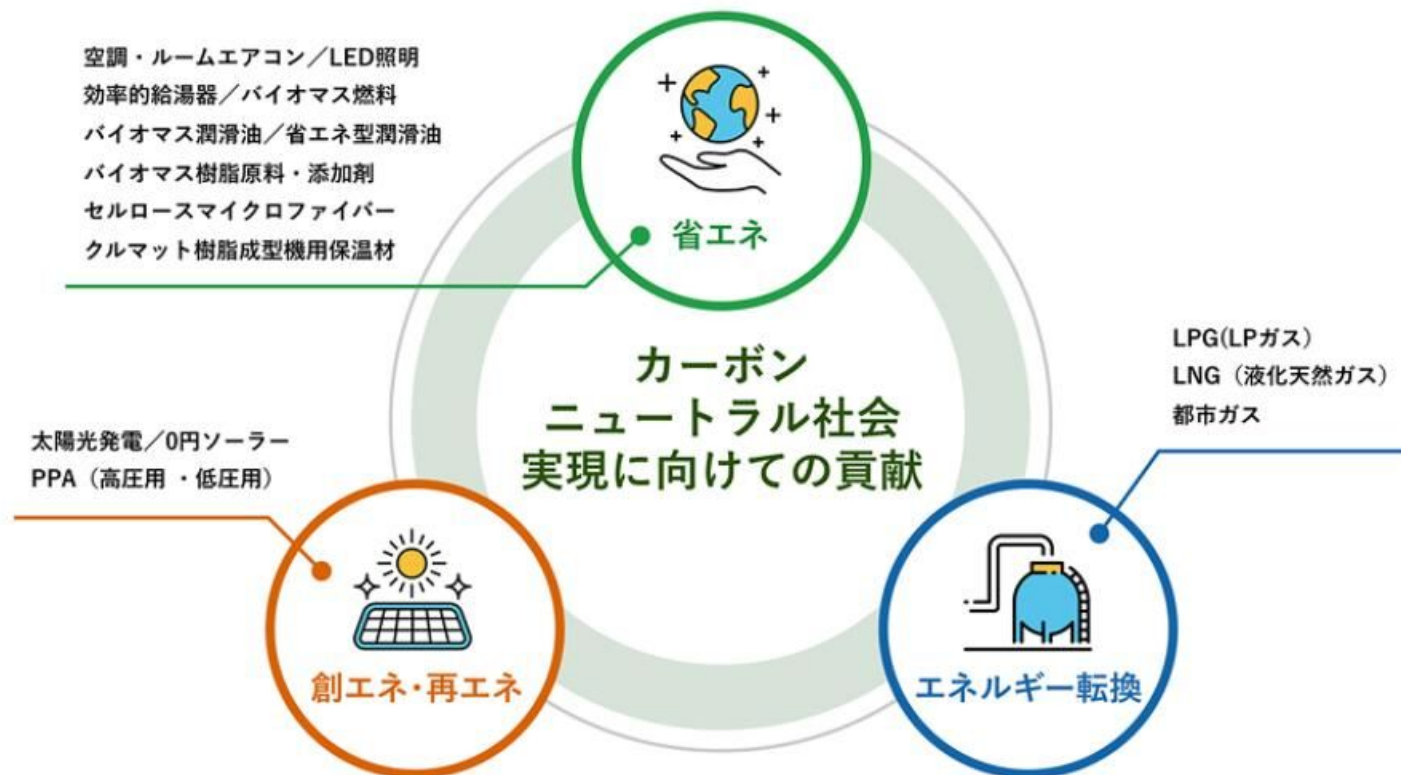 空調・ルームエアコン／LED照明
効率的給湯器／バイオマス燃料
バイオマス潤滑油／省エネ型潤滑油
バイオマス樹脂原料・添加剤
セルロースマイクロファイバー
クルマット樹脂成型機用保温材
省エネ
カーボン
ニュートラル社会
実現に向けての貢献
LPG(LPガス)
LNG（液化天然ガス）
都市ガス
太陽光発電／0円ソーラー
PPA（高圧用 ・低圧用）
創エネ・再エネ
エネルギー転換